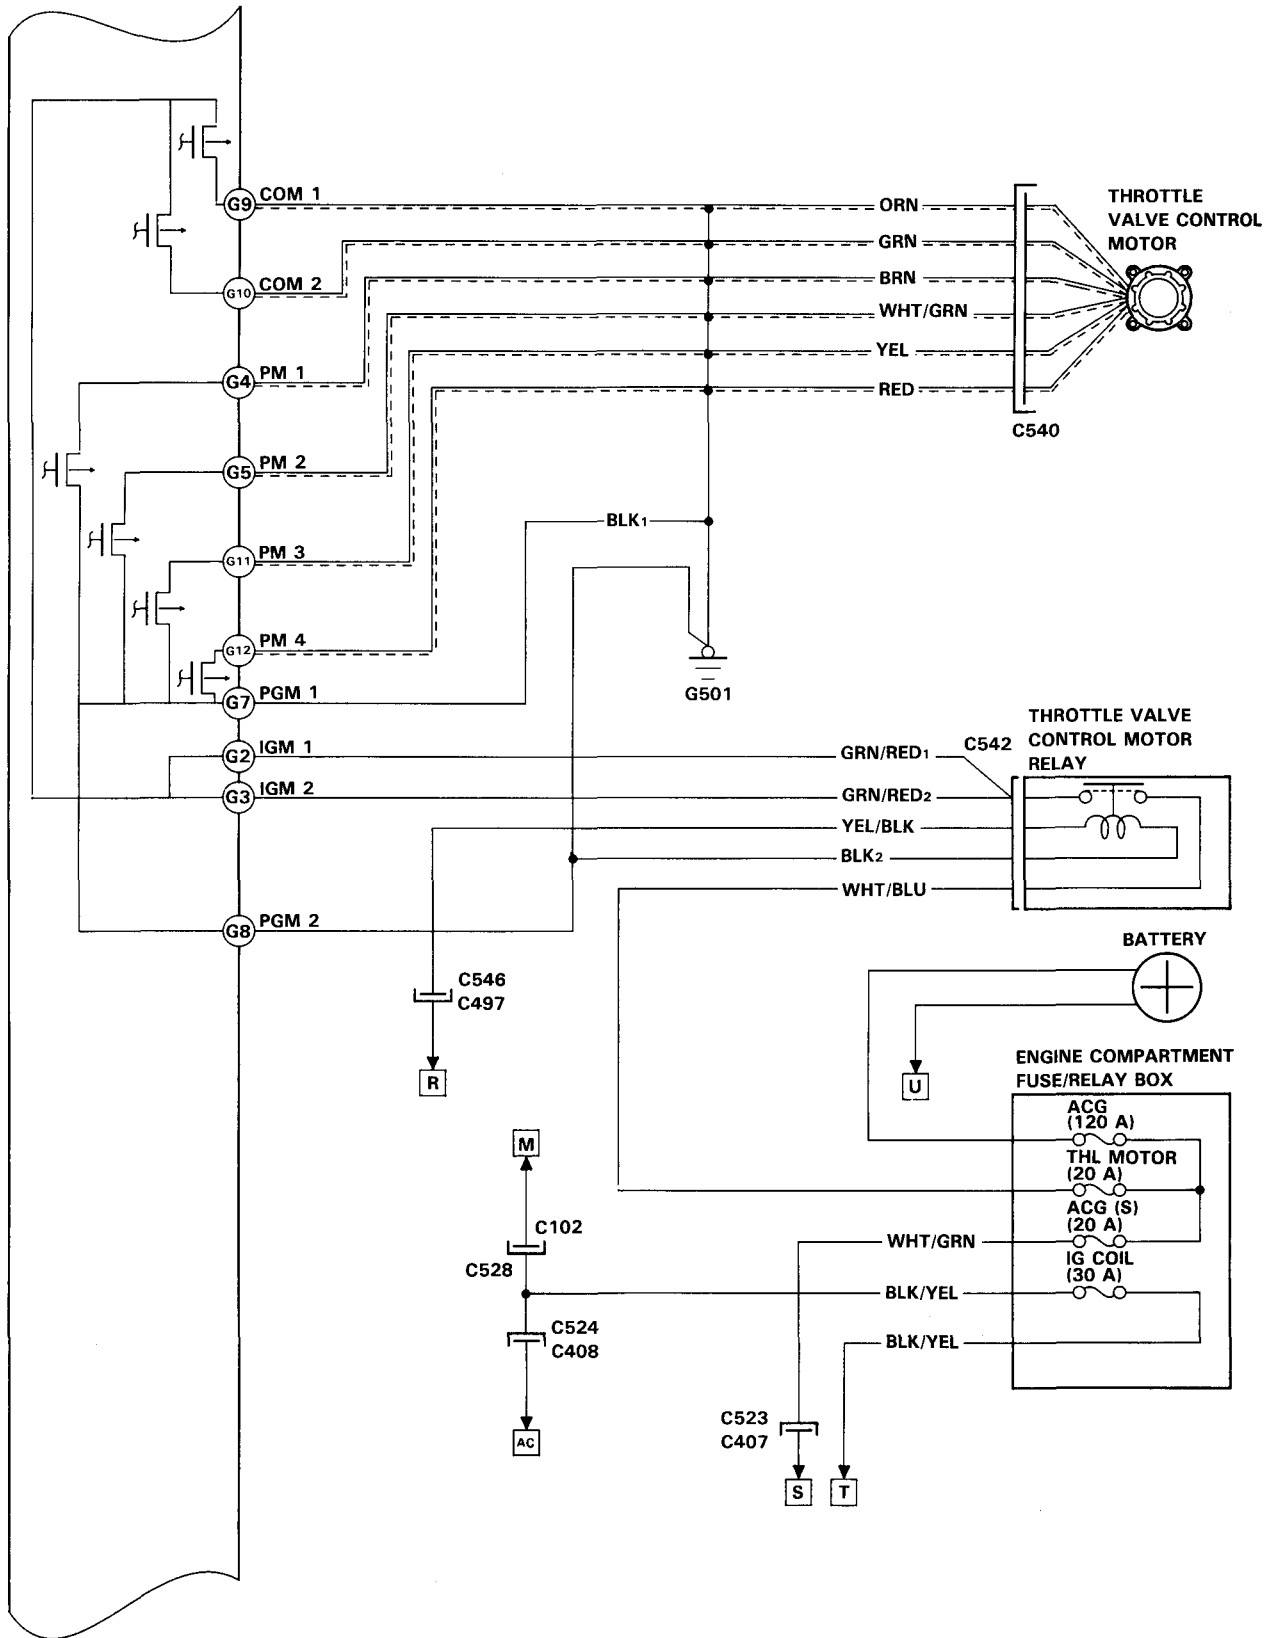 G9 COM 1
G10 COM 2
G4 PM 1
G5 PM 2
G11 PM 3
G12 PM 4
G7 PGM 1
G2 IGM 1
G3 IGM 2
G8 PGM 2
ORN
GRN
BRN
WHT/GRN
YEL
RED
C540
THROTTLE
VALVE CONTROL
MOTOR
BLK1
G501
THROTTLE VALVE
CONTROL MOTOR
RELAY
C542
GRN/RED1
GRN/RED2
YEL/BLK
BLK2
WHT/BLU
C546
C497
R
BATTERY
U
ENGINE COMPARTMENT
FUSE/RELAY BOX
ACG
(120 A)
THL MOTOR
(20 A)
ACG (S)
(20 A)
IG COIL
(30 A)
WHT/GRN
BLK/YEL
BLK/YEL
M
C102
C528
C524
C408
AC
C523
C407
S
T